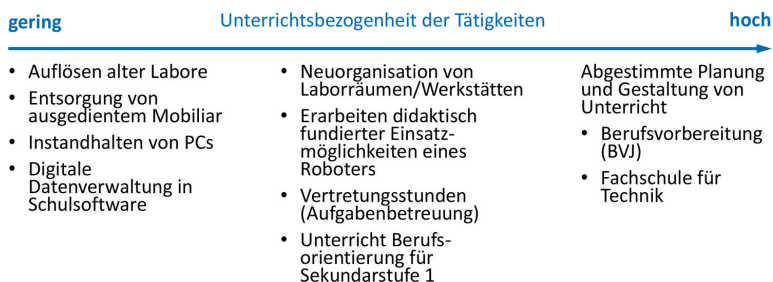 gering Unterrichtsbezogenheit der Tätigkeiten hoch
• Auflösen alter Labore
• Entsorgung von
ausgedientem Mobiliar
• Instandhalten von PCs
• Digitale
Datenverwaltung in
Schulsoftware
• Neuorganisation von
Laborräumen/Werkstätten
• Erarbeiten didaktisch
fundierter Einsatz-
möglichkeiten eines
Roboters
• Vertretungsstunden
(Aufgabenbetreuung)
• Unterricht Berufs-
orientierung für
Sekundarstufe 1
Abgestimmte Planung
und Gestaltung von
Unterricht
• Berufsvorbereitung
(BVJ)
• Fachschule für
Technik